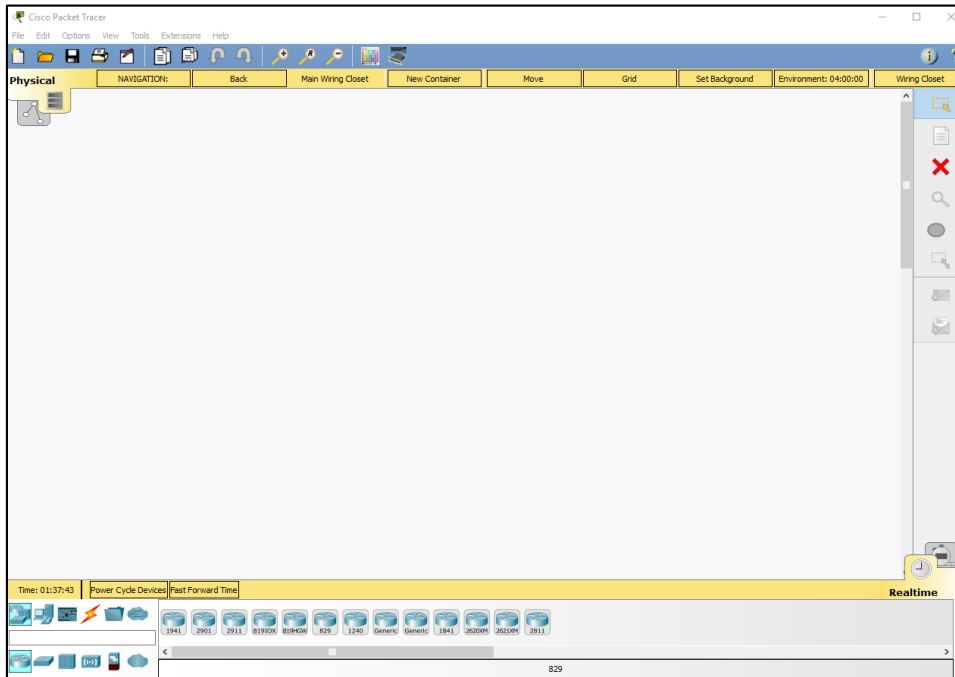 Cisco Packet Tracer
File Edit Options View Tools Extensions Help
Physical NAVIGATION: Back Main Wiring Closet New Container Move Grid Set Background Environment: 04:00:00 Wiring Closet
Time: 01:37:43 Power Cycle Devices Fast Forward Time
Realtime
1941 2901 2911 819IOX 819HGW 829 1240 Generic Generic 1841 2620XM 2621XM 2811
829